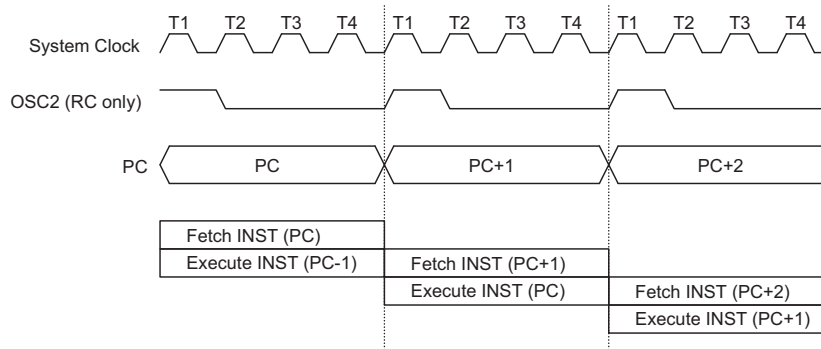 T1 T2 T3 T4 T1 T2 T3 T4 T1 T2 T3 T4
System Clock
OSC2 (RC only)
PC PC PC+1 PC+2
Fetch INST (PC)
Execute INST (PC-1) Fetch INST (PC+1)
Execute INST (PC) Fetch INST (PC+2)
Execute INST (PC+1)